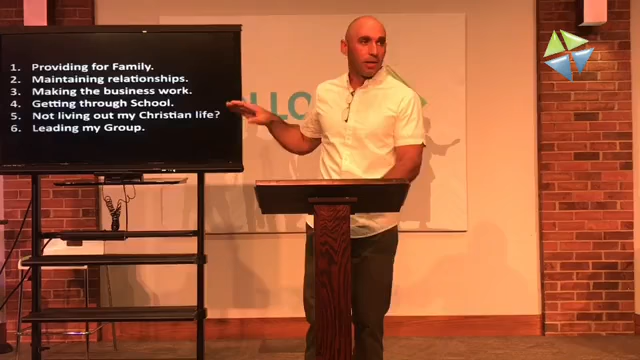 1. Providing for Family.
2. Maintaining relationships.
3. Making the business work.
4. Getting through School.
5. Not living out my Christian life?
6. Leading my Group.